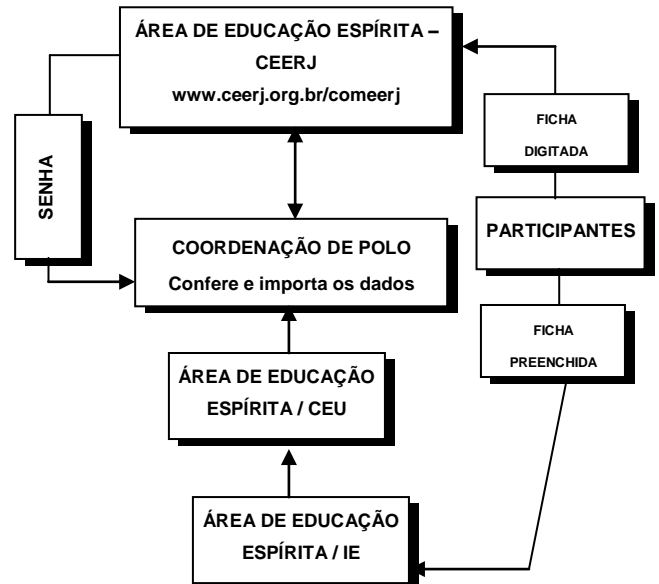 ÁREA DE EDUCAÇÃO ESPÍRITA –
CEERJ
www.ceerj.org.br/comeerj
SENHA
FICHA
DIGITADA
PARTICIPANTES
COORDENAÇÃO DE POLO
Confere e importa os dados
FICHA
PREENCHIDA
ÁREA DE EDUCAÇÃO
ESPÍRITA / CEU
ÁREA DE EDUCAÇÃO
ESPÍRITA / IE